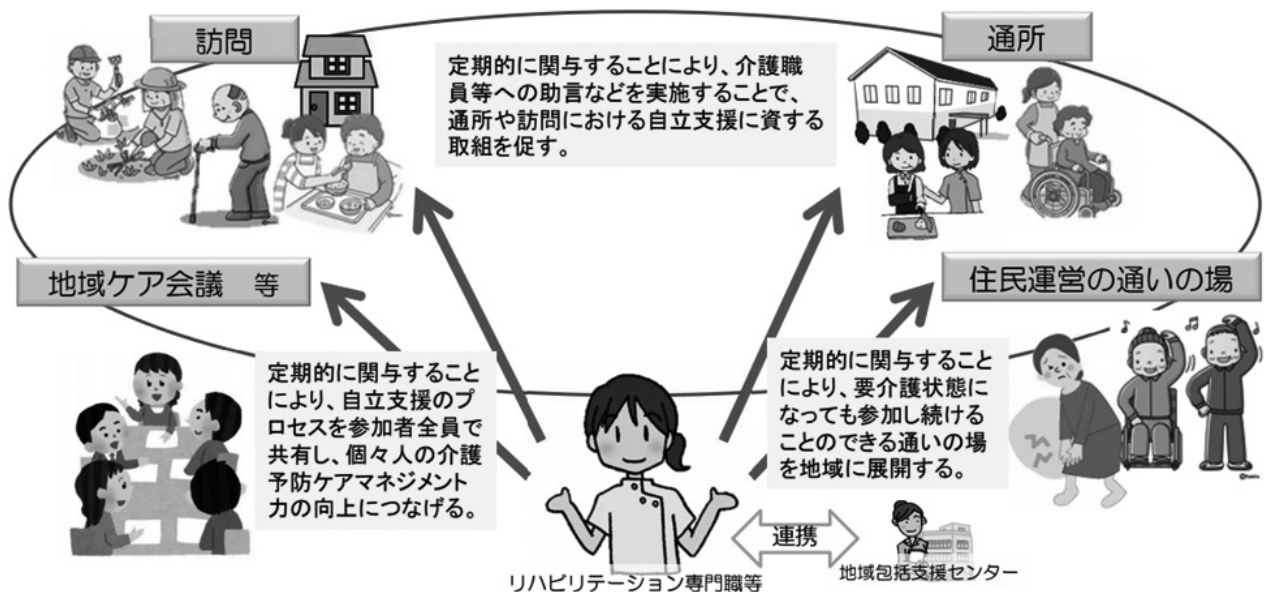 訪問
通所
定期的に関与することにより、介護職
員等への助言などを実施することで、
通所や訪問における自立支援に資する
取組を促す。
地域ケア会議 等
住民運営の通いの場
定期的に関与すること
により、自立支援のプ
ロセスを参加者全員で
共有し、個々人の介護
予防ケアマネジメント
力の向上につなげる。
定期的に関与すること
により、要介護状態に
なっても参加し続ける
ことのできる通いの場
を地域に展開する。
連携
リハビリテーション専門職等
地域包括支援センター